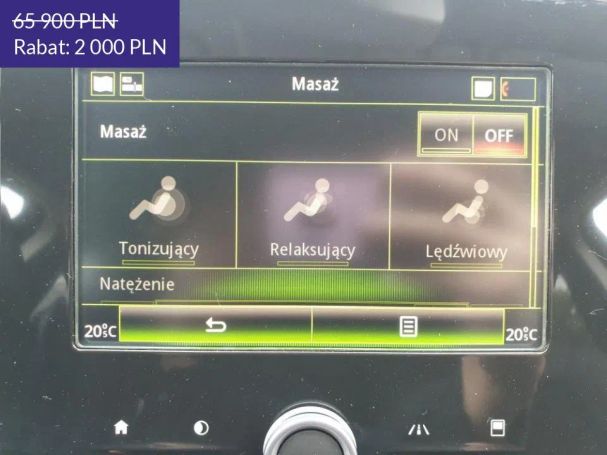 65 900 PLN
Rabat: 2 000 PLN
Masaż
Masaż
ON OFF
Tonizujący Relaksujący Lędźwiowy
Natężenie
20°C 20°C